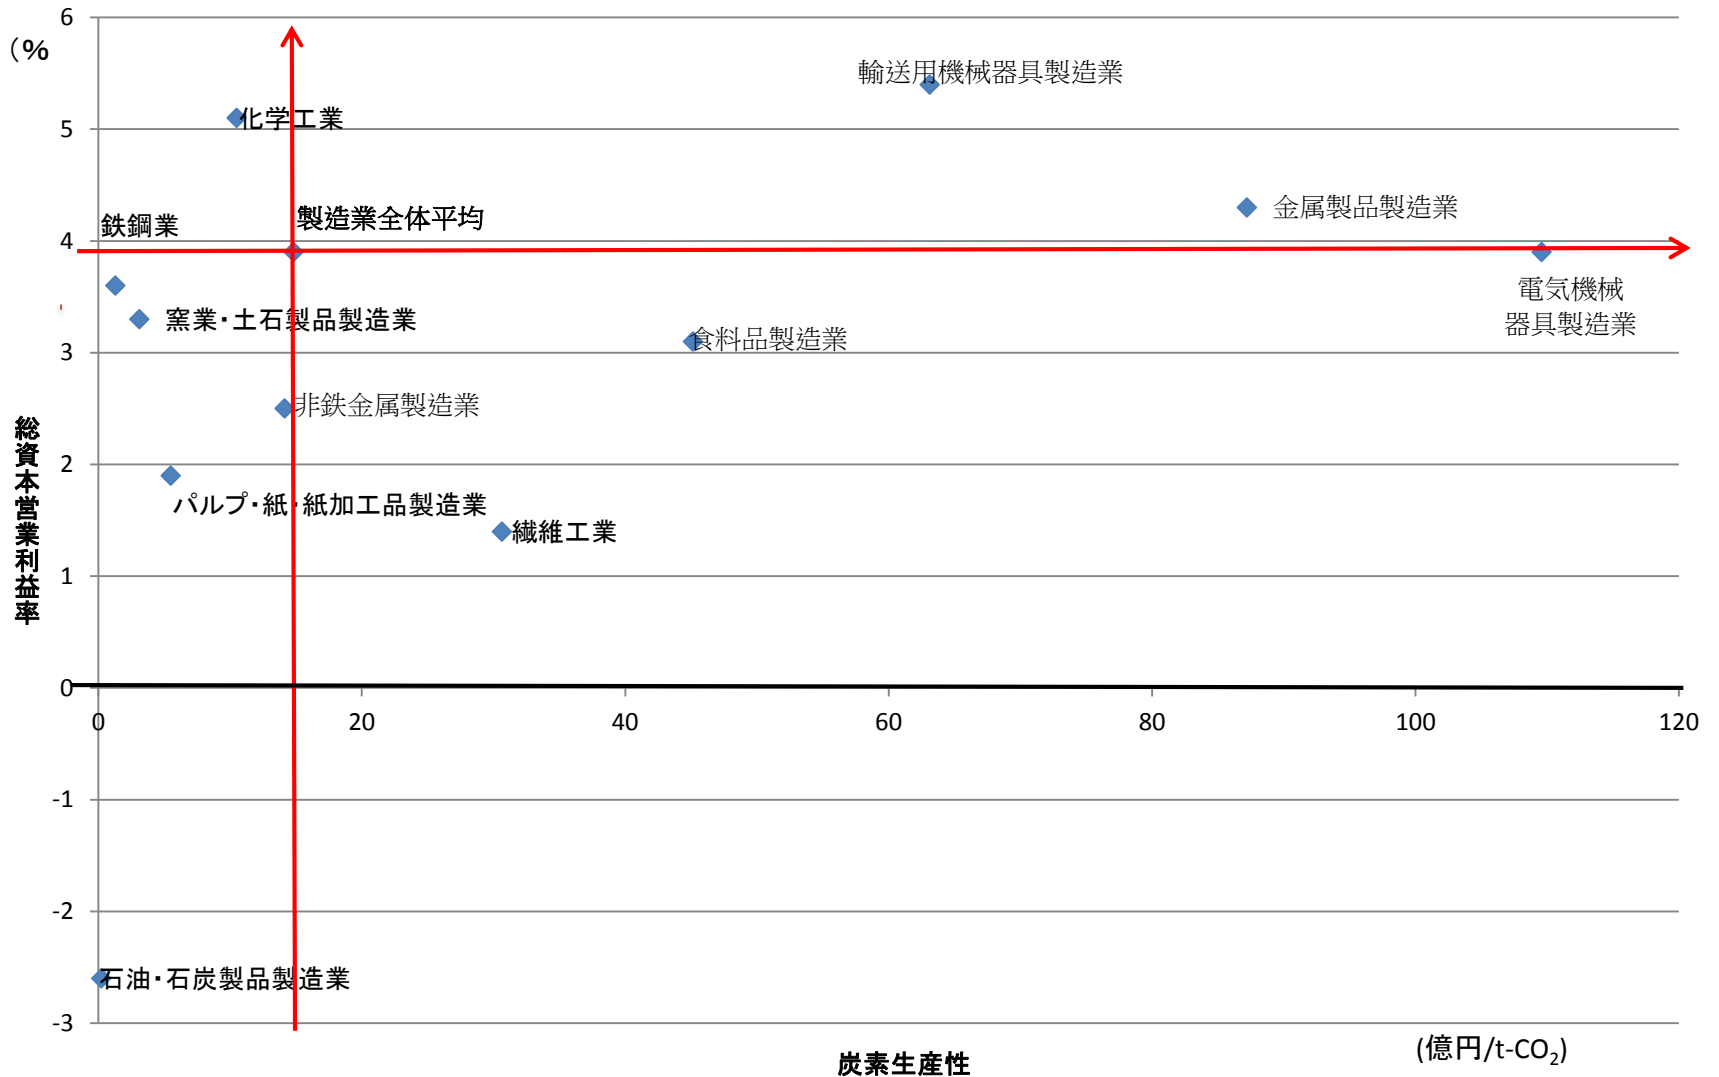 6
（%
輸送用機械器具製造業
化学工業
5
金属製品製造業
製造業全体平均
鉄鋼業
4
電気機械
器具製造業
窯業・土石製品製造業
食料品製造業
3
非鉄金属製造業
2
パルプ・紙・紙加工品製造業
繊維工業
総資本営業利益率
1
0
0 20 40 60 80 100 120
-1
-2
石油・石炭製品製造業
-3
(億円/t-CO₂)
炭素生産性